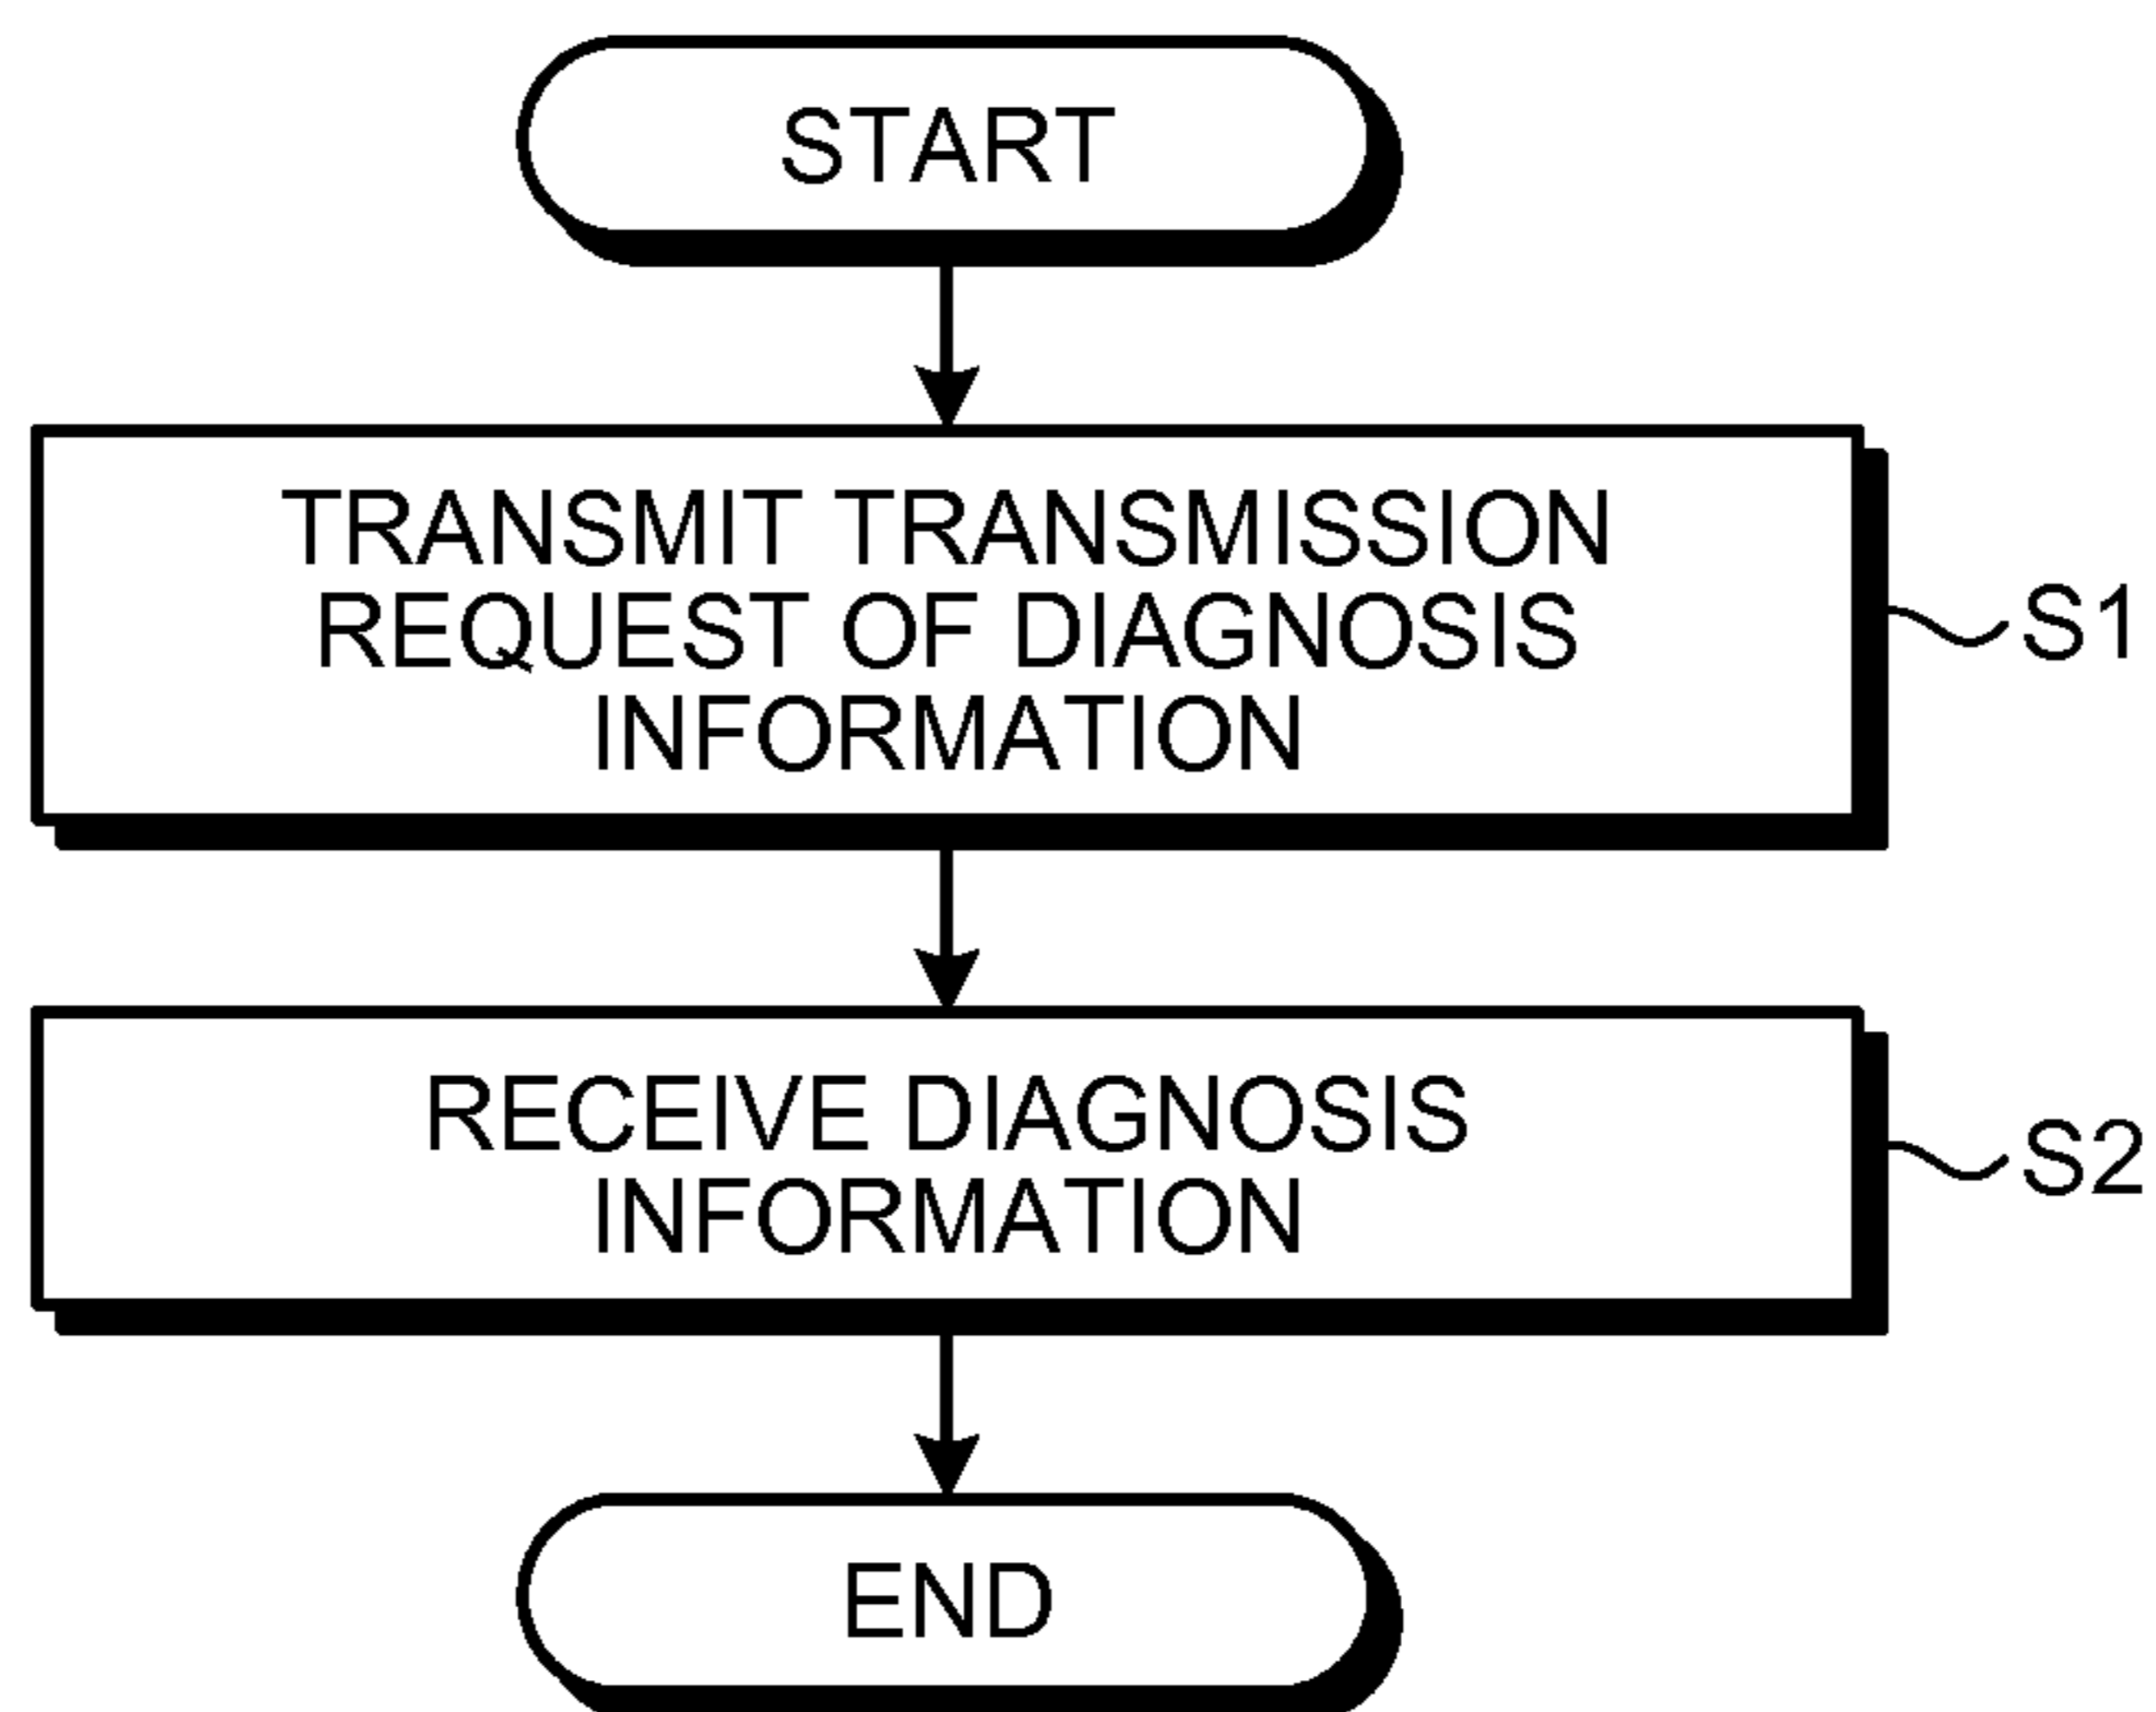 START
TRANSMIT TRANSMISSION
REQUEST OF DIAGNOSIS
INFORMATION
S1
RECEIVE DIAGNOSIS
INFORMATION
S2
END